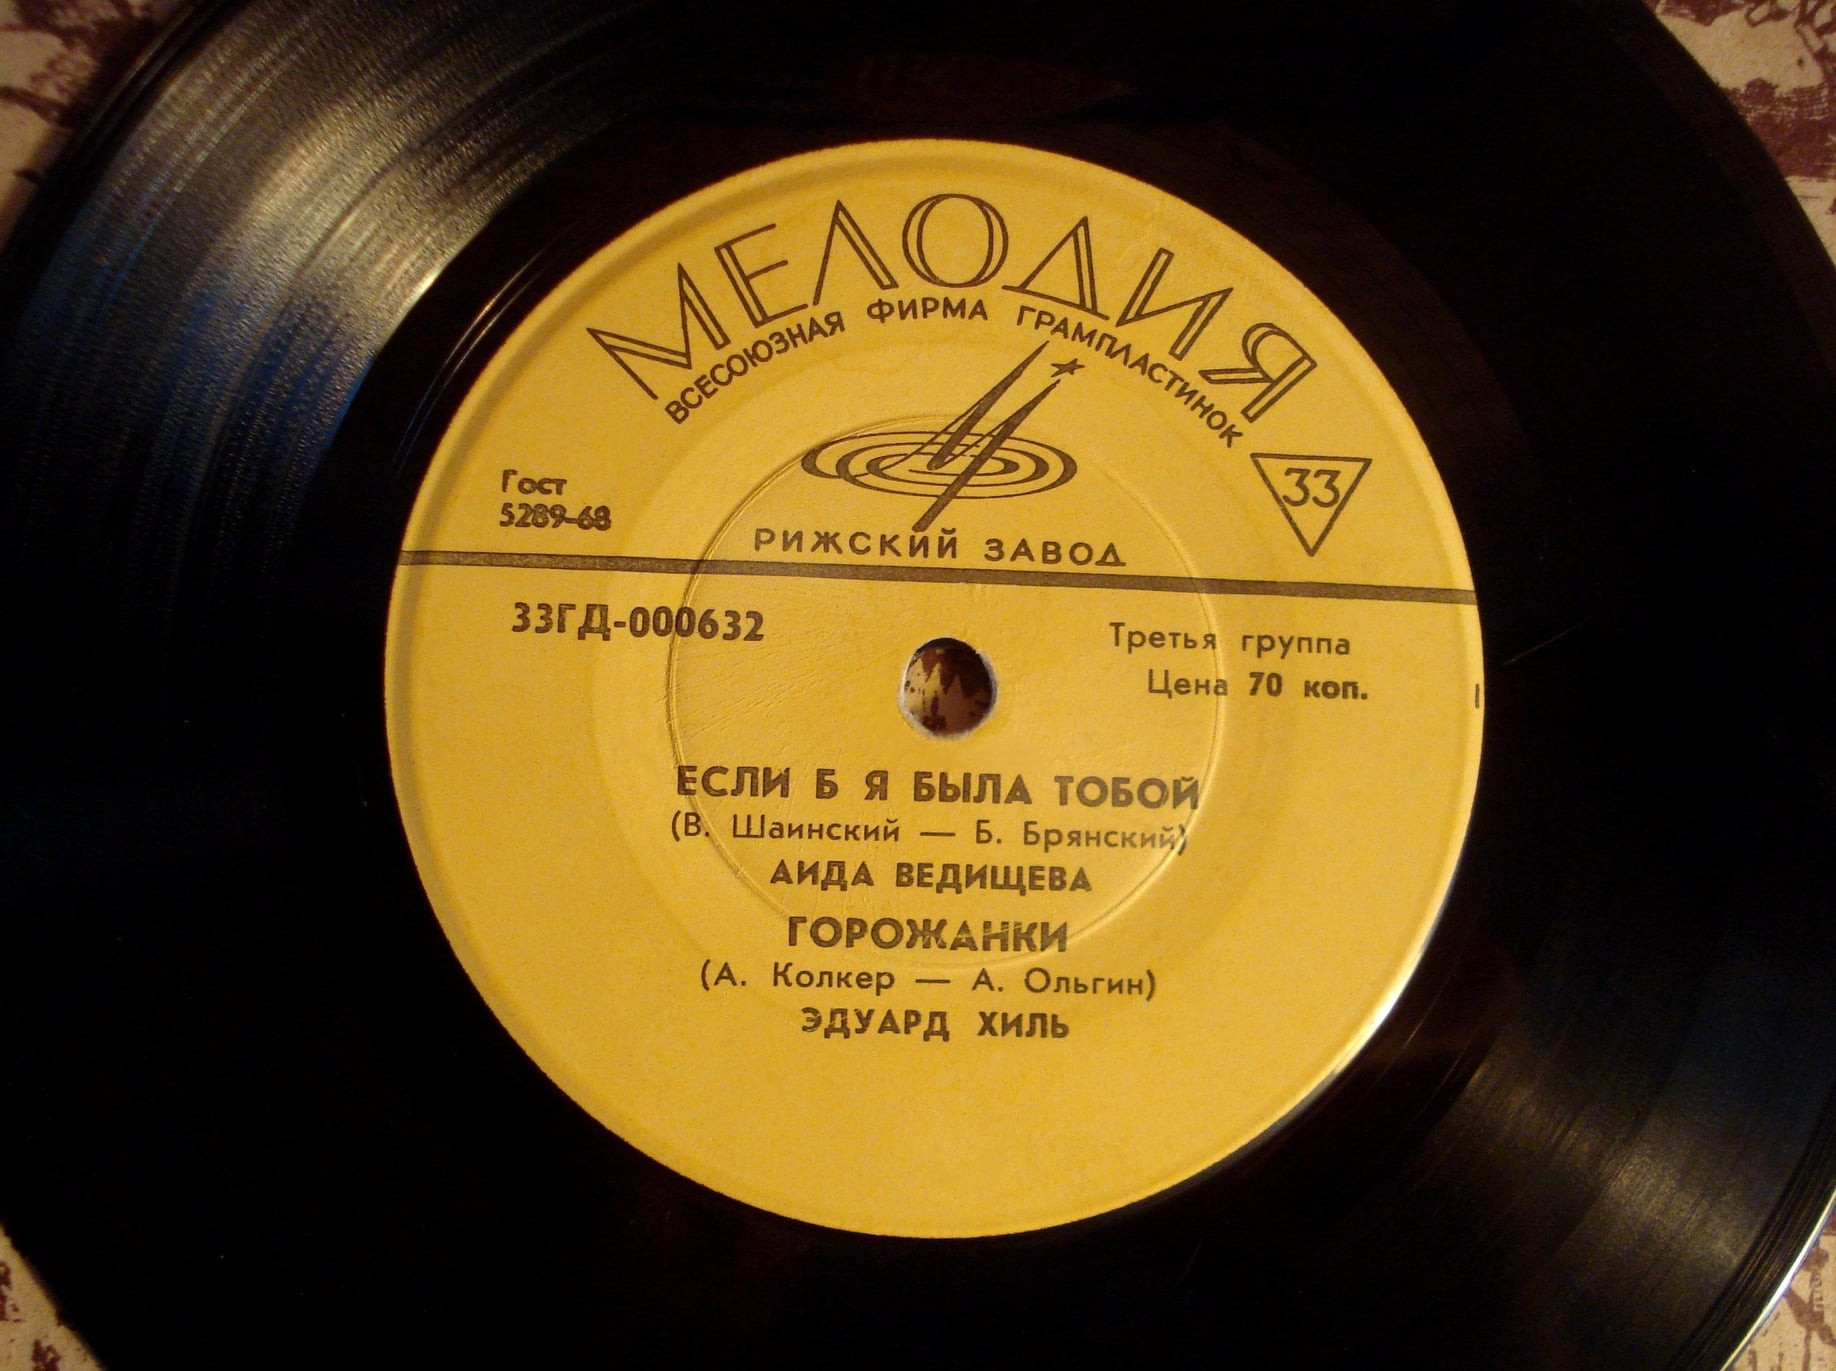 МЕЛОДИЯ
ВСЕСОЮЗНАЯ ФИРМА ГРАМПЛАСТИНОК
33
Гост
5289-68
РИЖСКИЙ ЗАВОД
33ГД-000632
Третья группа
Цена 70 коп.
ЕСЛИ Б Я БЫЛА ТОБОЙ
(В. Шаинский — Б. Брянский)
АИДА ВЕДИЩЕВА
ГОРОЖАНКИ
(А. Колкер — А. Ольгин)
ЭДУАРД ХИЛЬ